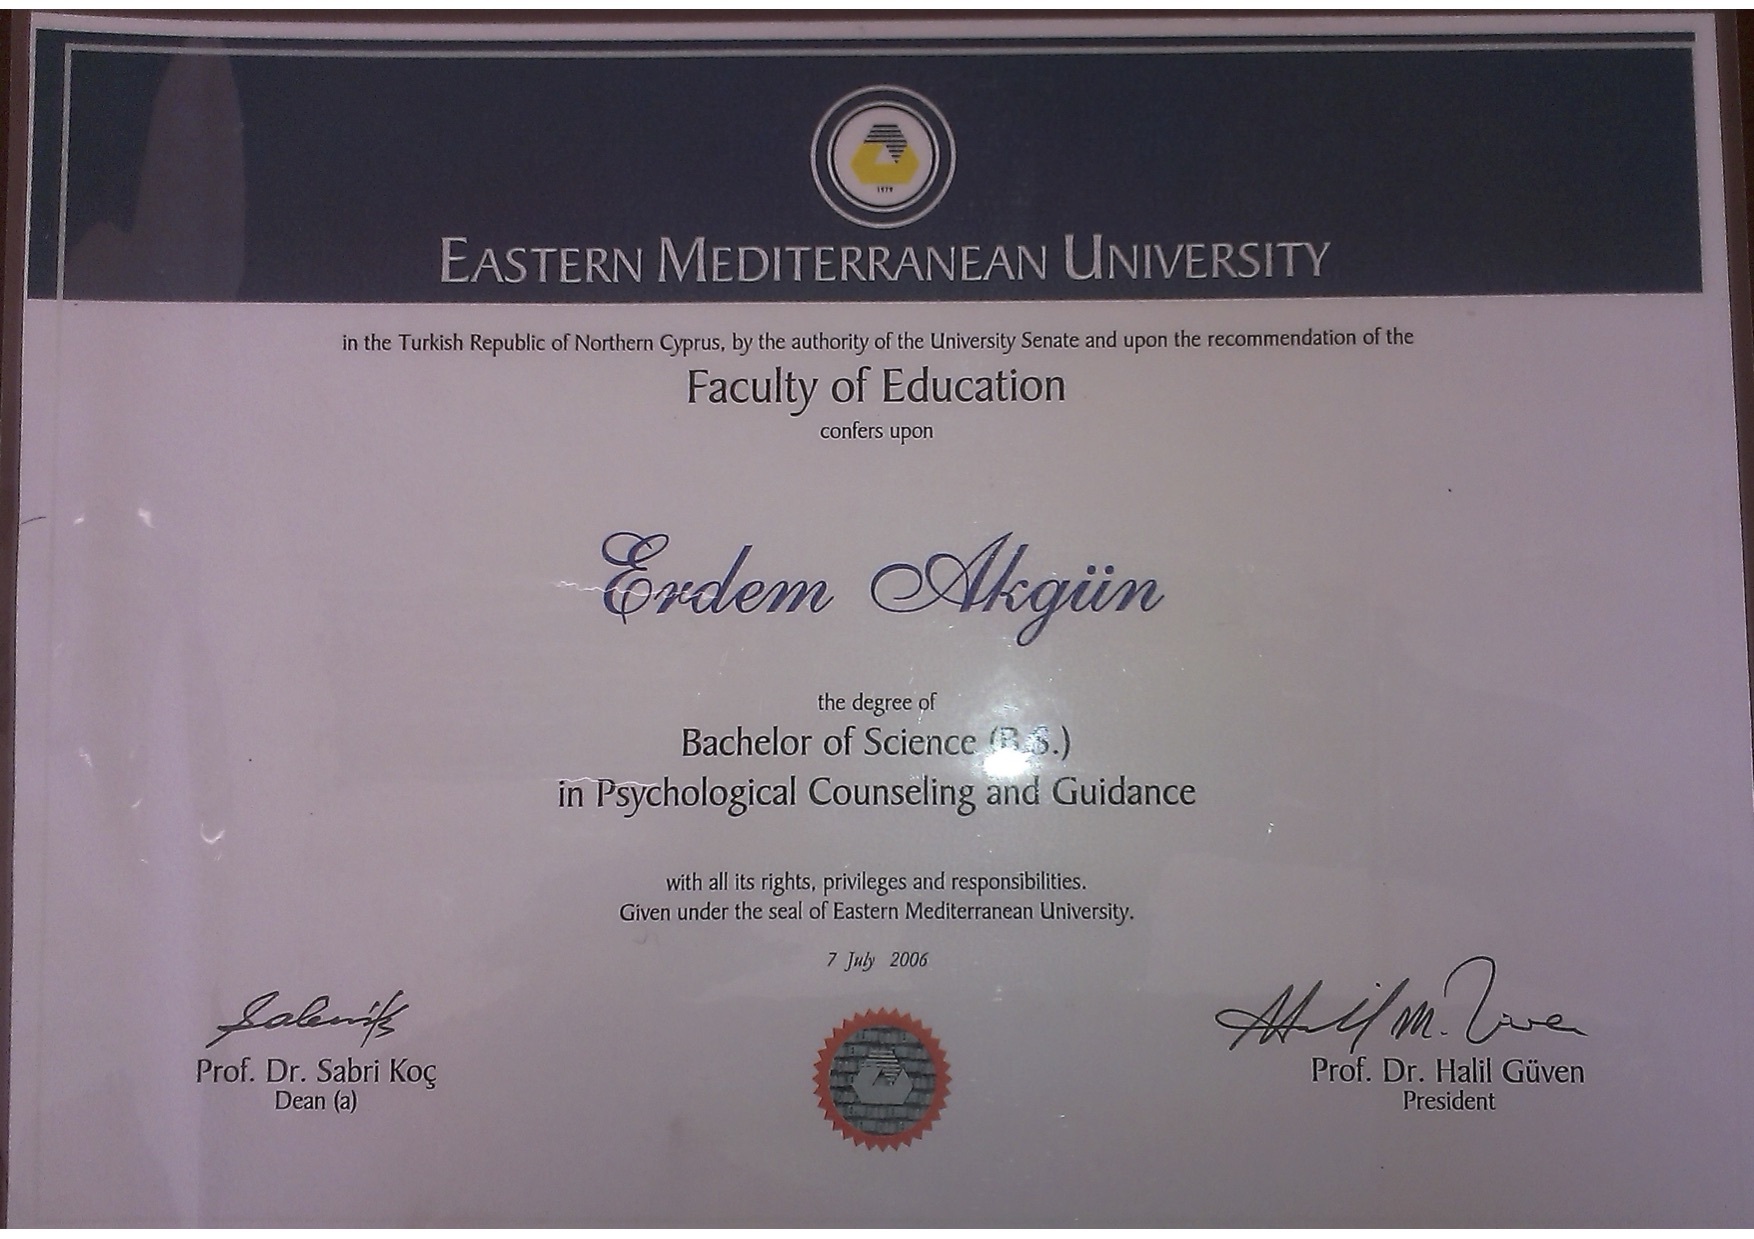 1979
EASTERN MEDITERRANEAN UNIVERSITY
in the Turkish Republic of Northern Cyprus, by the authority of the University Senate and upon the recommendation of the
Faculty of Education
confers upon
Erdem Akgün
the degree of
Bachelor of Science (B.S.)
in Psychological Counseling and Guidance
with all its rights, privileges and responsibilities.
Given under the seal of Eastern Mediterranean University.
7 July 2006
Prof. Dr. Sabri Koç
Dean (a)
Prof. Dr. Halil Güven
President